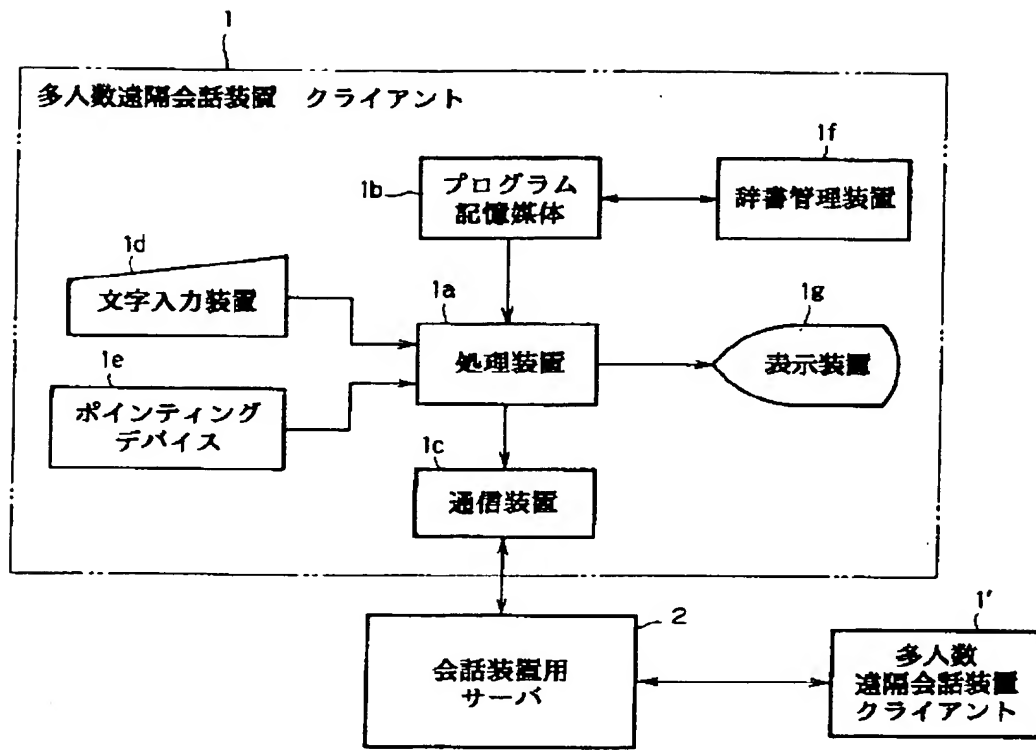 1
多人数遠隔会話装置 クライアント
1b
プログラム
記憶媒体
1f
辞書管理装置
1d
文字入力装置
1a
処理装置
1g
表示装置
1e
ポインティング
デバイス
1c
通信装置
2
会話装置用
サーバ
1'
多人数
遠隔会話装置
クライアント